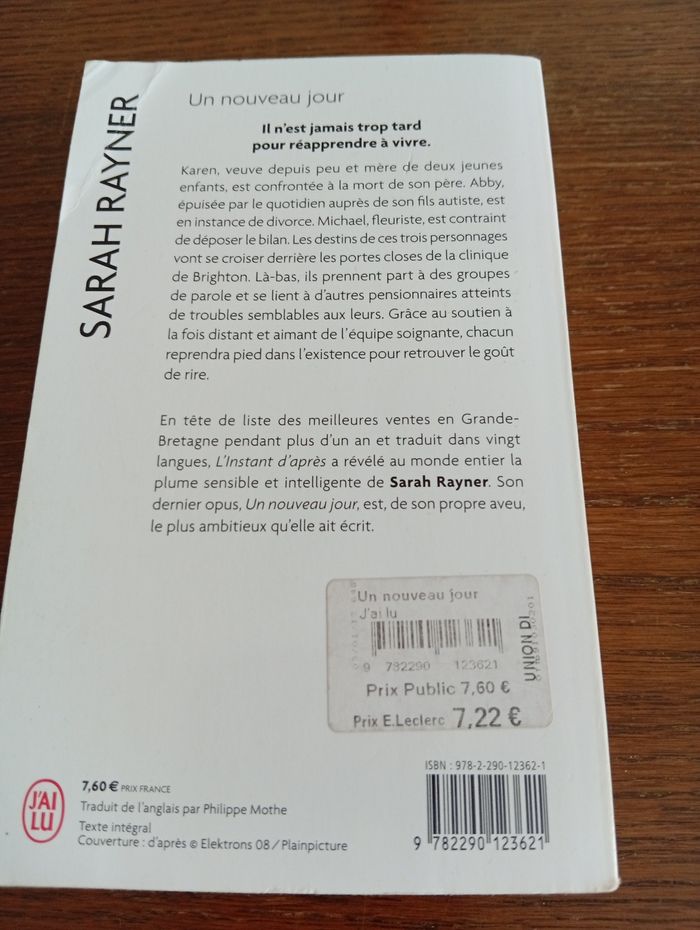 SARAH RAYNER
Un nouveau jour
Il n'est jamais trop tard
pour réapprendre à vivre.
Karen, veuve depuis peu et mère de deux jeunes
enfants, est confrontée à la mort de son père. Abby,
épuisée par le quotidien auprès de son fils autiste, est
en instance de divorce. Michael, fleuriste, est contraint
de déposer le bilan. Les destins de ces trois personnages
vont se croiser derrière les portes closes de la clinique
de Brighton. Là-bas, ils prennent part à des groupes
de parole et se lient à d'autres pensionnaires atteints
de troubles semblables aux leurs. Grâce au soutien à
la fois distant et aimant de l'équipe soignante, chacun
reprendra pied dans l'existence pour retrouver le goût
de rire.
En tête de liste des meilleures ventes en Grande-
Bretagne pendant plus d'un an et traduit dans vingt
langues, L'Instant d'après a révélé au monde entier la
plume sensible et intelligente de Sarah Rayner. Son
dernier opus, Un nouveau jour, est, de son propre aveu,
le plus ambitieux qu'elle ait écrit.
Un nouveau jour
J'ai lu
9 782290 123621
UNION DI
Prix Public 7,60 €
Prix E.Leclerc 7,22 €
ISBN : 978-2-290-12362-1
9 782290 123621
J'AI
LU
7,60 € PRIX FRANCE
Traduit de l'anglais par Philippe Mothe
Texte intégral
Couverture : d'après © Elektrons 08 / Plainpicture